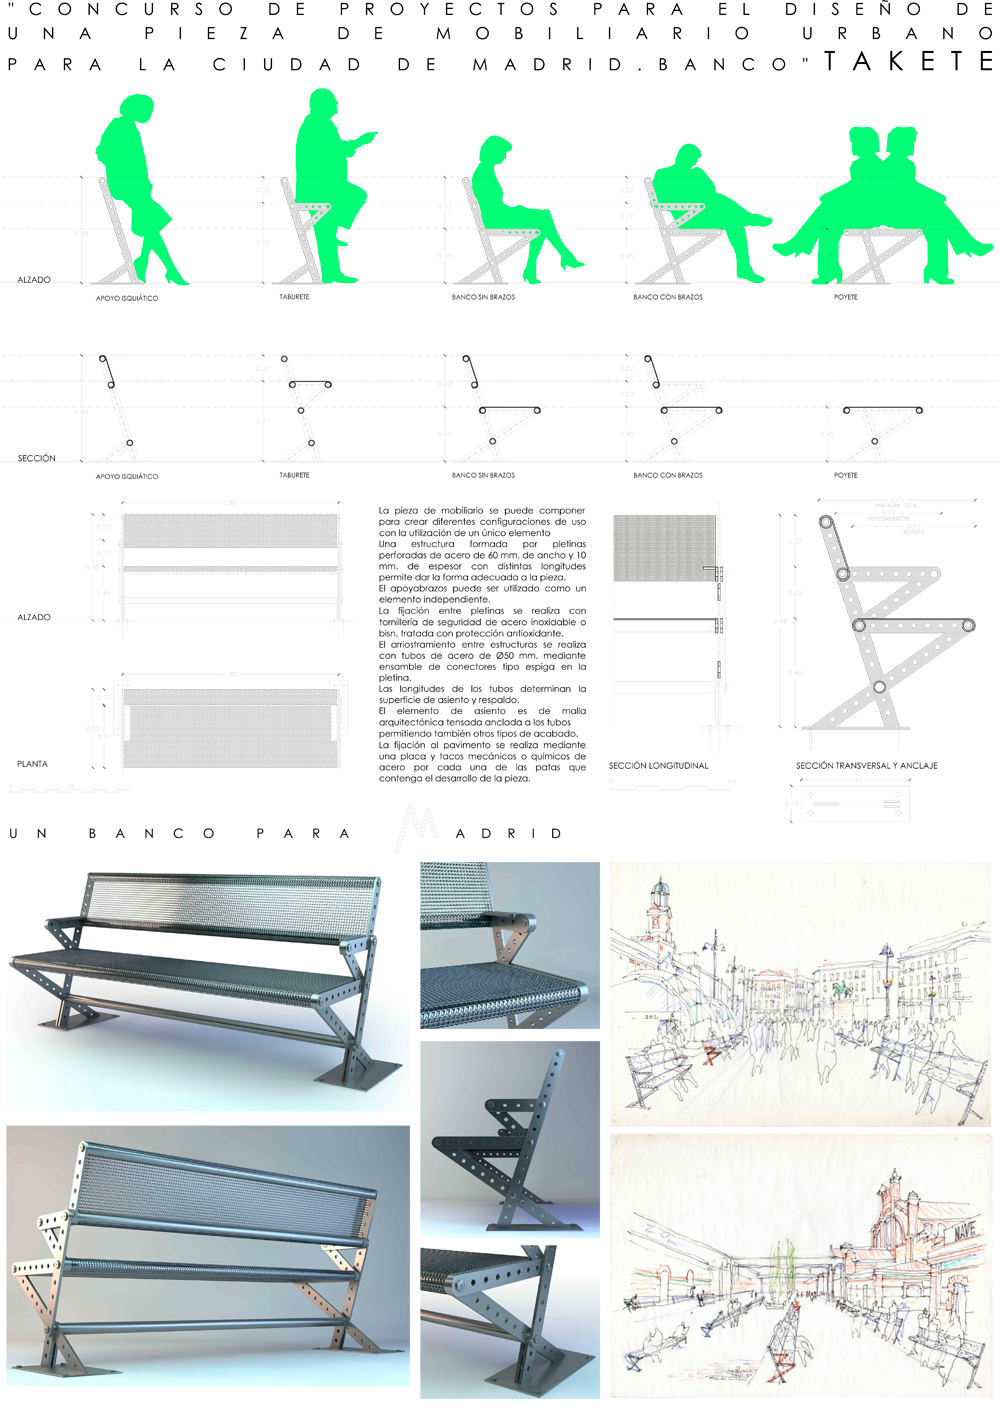 "CONCURSO DE PROYECTOS PARA EL DISEÑO DE
UNA PIEZA DE MOBILIARIO URBANO
PARA LA CIUDAD DE MADRID.BANCO" TAKETE
ALZADO
APOYO ISQUIÁTICO
TABURETE
BANCO SIN BRAZOS
BANCO CON BRAZOS
POYETE
SECCIÓN
APOYO ISQUIÁTICO
TABURETE
BANCO SIN BRAZOS
BANCO CON BRAZOS
POYETE
ALZADO
PLANTA
La pieza de mobiliario se puede componer
para crear diferentes configuraciones de uso
con la utilización de un único elemento
Una estructura formada por pletinas
perforadas de acero de 60 mm. de ancho y 10
mm. de espesor con distintas longitudes
permite dar la forma adecuada a la pieza.
El apoyabrazos puede ser utilizado como un
elemento independiente.
La fijación entre pletinas se realiza con
tornillería de seguridad de acero inoxidable o
bisn, tratada con protección antioxidante.
El arriostramiento entre estructuras se realiza
con tubos de acero de Ø50 mm. mediante
ensamble de conectores tipo espiga en la
pletina.
Las longitudes de los tubos determinan la
superficie de asiento y respaldo.
El elemento de asiento es de malla
arquitectónica tensada anclada a los tubos
permitiendo también otros tipos de acabado.
La fijación al pavimento se realiza mediante
una placa y tacos mecánicos o químicos de
acero por cada una de las patas que
contenga el desarrollo de la pieza.
SECCIÓN LONGITUDINAL
SECCIÓN TRANSVERSAL Y ANCLAJE
UN BANCO PARA MADRID
SOL
NAVE